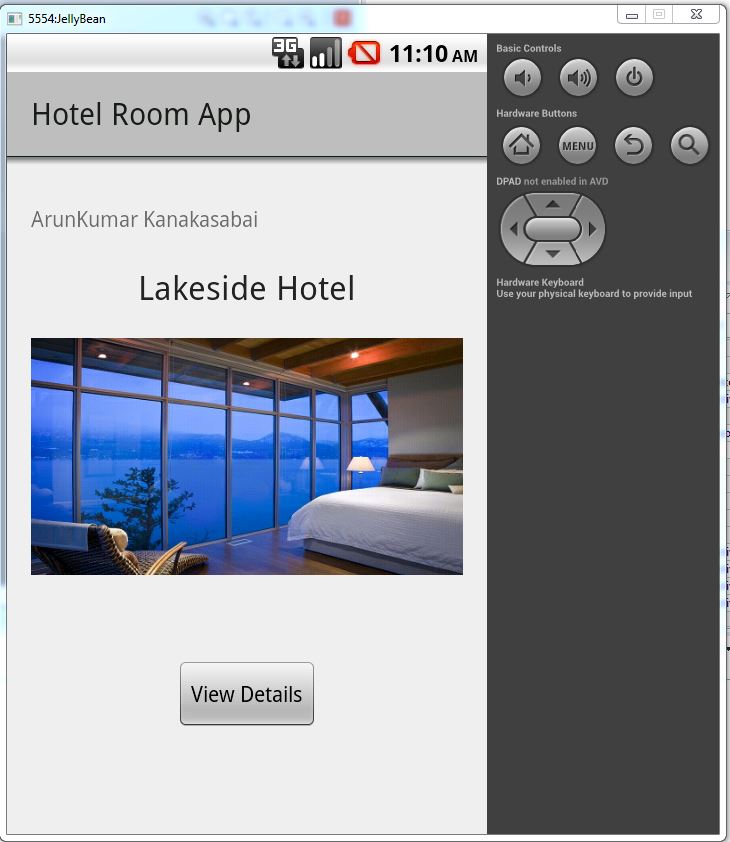 5554:JellyBean
3G
11:10 AM
Hotel Room App
ArunKumar Kanakasabai
Lakeside Hotel
View Details
Basic Controls
Hardware Buttons
MENU
DPAD not enabled in AVD
Hardware Keyboard
Use your physical keyboard to provide input